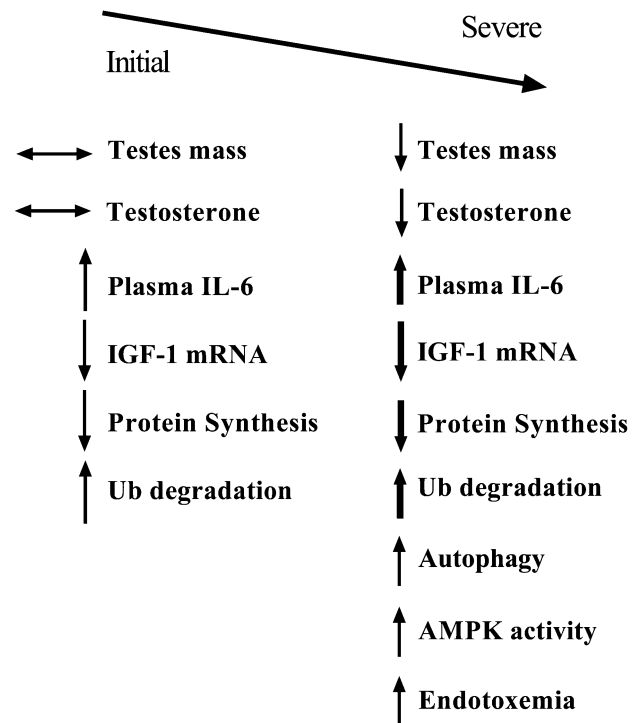 Severe
Initial
Testes mass
Testosterone
Plasma IL-6
IGF-1 mRNA
Protein Synthesis
Ub degradation
Testes mass
Testosterone
Plasma IL-6
IGF-1 mRNA
Protein Synthesis
Ub degradation
Autophagy
AMPK activity
Endotoxemia